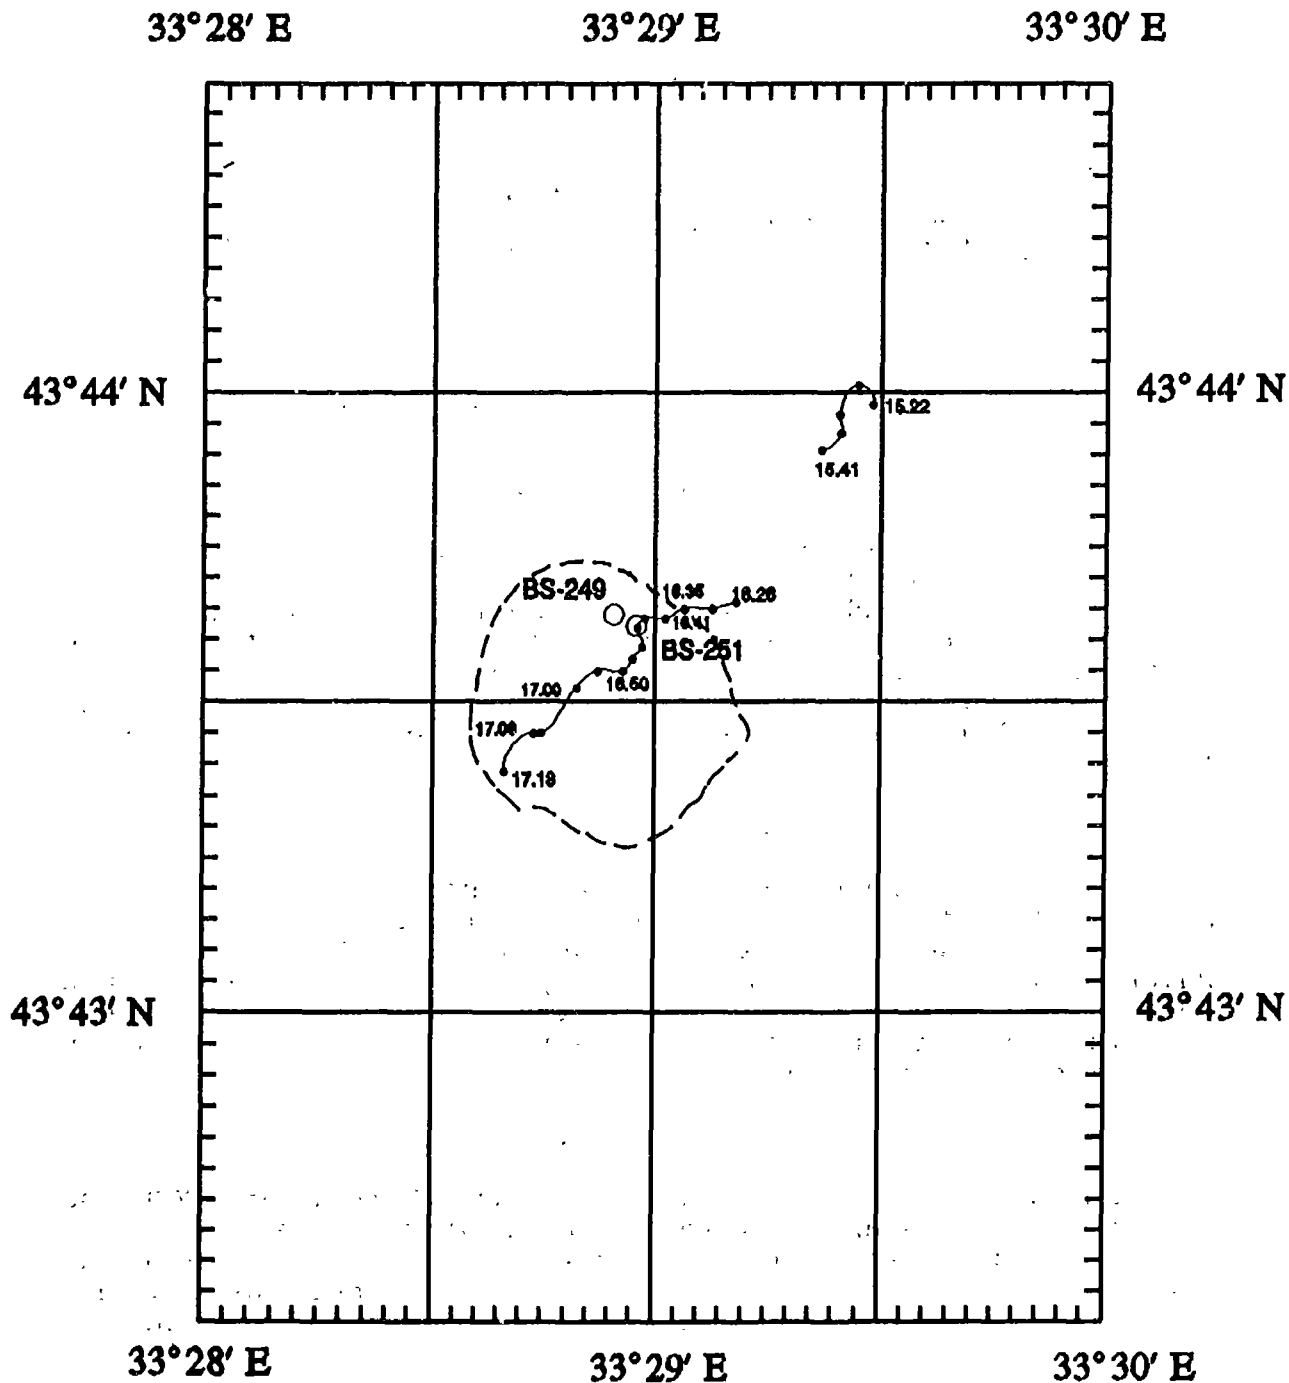 33°28' E 33°29' E 33°30' E
43°44' N 43°44' N
15.22
15.41
BS-249 16.35 16.26
16.41
BS-251
17.00 16.50
17.08
17.18
43°43' N 43°43' N
33°28' E 33°29' E 33°30' E